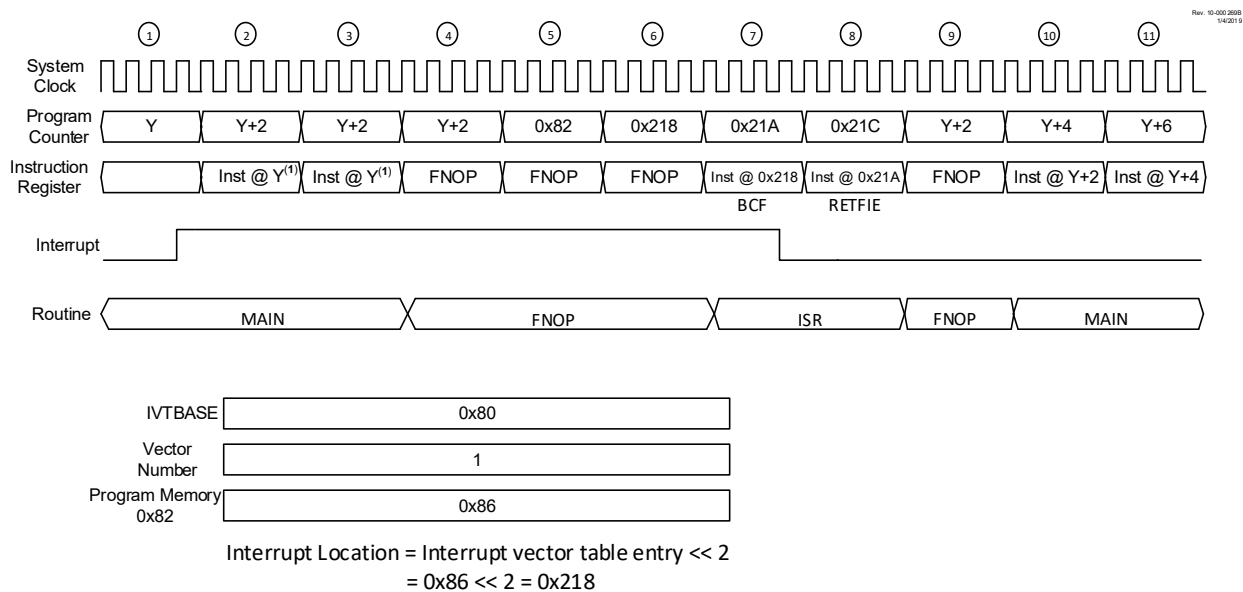 Rev. 10-000269B
1/4/2019
1 2 3 4 5 6 7 8 9 10 11
System
Clock
Program
Counter
Y Y+2 Y+2 Y+2 0x82 0x218 0x21A 0x21C Y+2 Y+4 Y+6
Instruction
Register
Inst @ Y(1) Inst @ Y(1) FNOP FNOP FNOP Inst @ 0x218 Inst @ 0x21A FNOP Inst @ Y+2 Inst @ Y+4
BCF RETFIE
Interrupt
Routine MAIN FNOP ISR FNOP MAIN
IVTBASE 0x80
Vector
Number
1
Program Memory
0x82
0x86
Interrupt Location = Interrupt vector table entry << 2
= 0x86 << 2 = 0x218